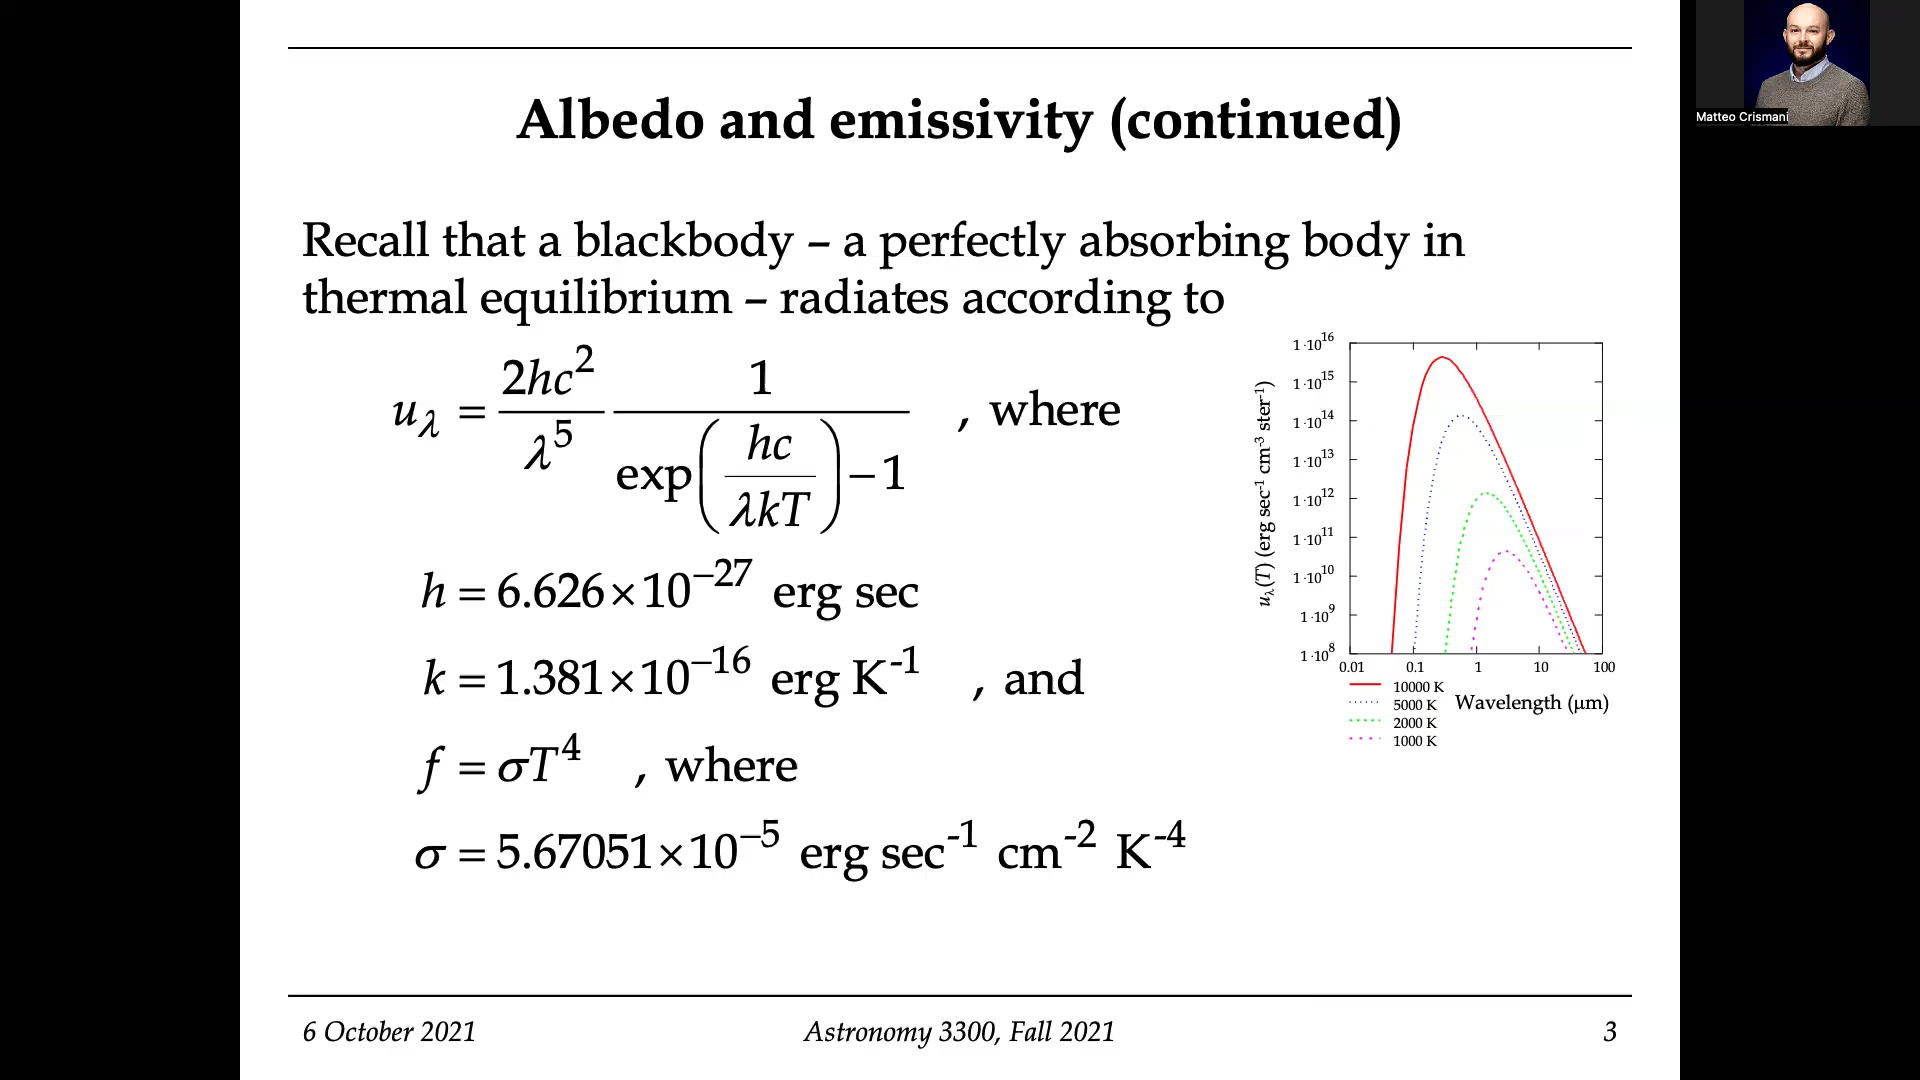 Albedo and emissivity (continued)
Recall that a blackbody – a perfectly absorbing body in
thermal equilibrium – radiates according to
u_λ = 2hc²/λ⁵ 1/(exp(hc/λkT) − 1) , where
h = 6.626×10⁻²⁷ erg sec
k = 1.381×10⁻¹⁶ erg K⁻¹ , and
f = σT⁴ , where
σ = 5.67051×10⁻⁵ erg sec⁻¹ cm⁻² K⁻⁴
u_λ(T) (erg sec⁻¹ cm⁻³ ster⁻¹)
1·10¹⁶
1·10¹⁵
1·10¹⁴
1·10¹³
1·10¹²
1·10¹¹
1·10¹⁰
1·10⁹
1·10⁸
0.01 0.1 1 10 100
Wavelength (μm)
10000 K
5000 K
2000 K
1000 K
6 October 2021
Astronomy 3300, Fall 2021
3
Matteo Crismani